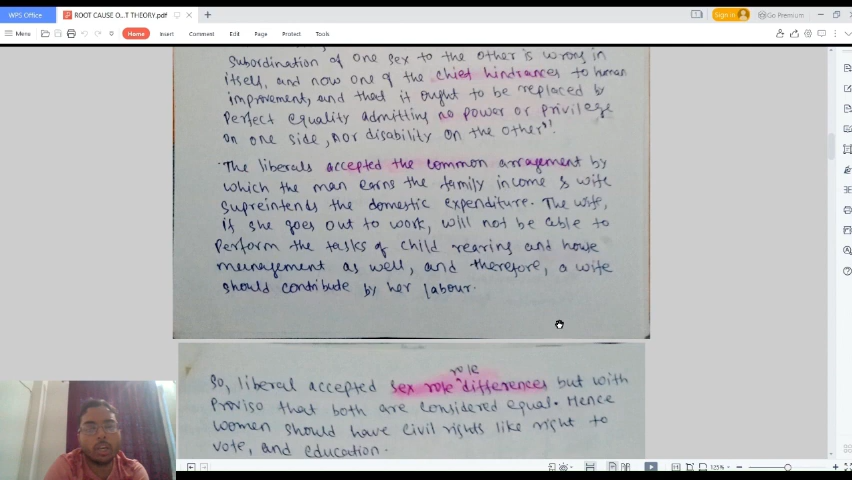 WPS Office
ROOT CAUSE O...T THEORY.pdf
Sign in
Go Premium
Menu
Home
Insert
Comment
Edit
Page
Protect
Tools
Subordination of one sex to the other is wrong in
itself, and now one of the chief hindrances to human
improvement, and that it ought to be replaced by
perfect equality admitting no power or privilege
on one side, nor disability on the other".
The liberals accepted the common arragement by
which the man earns the family income & wife
supreintends the domestic expenditure. The wife,
if she goes out to work, will not be able to
perform the tasks of child rearing and house
management as well, and therefore, a wife
should contribute by her labour.
role
So, liberal accepted sex role differences but with
proviso that both are considered equal. Hence
women should have civil rights like right to
vote, and education.
125%